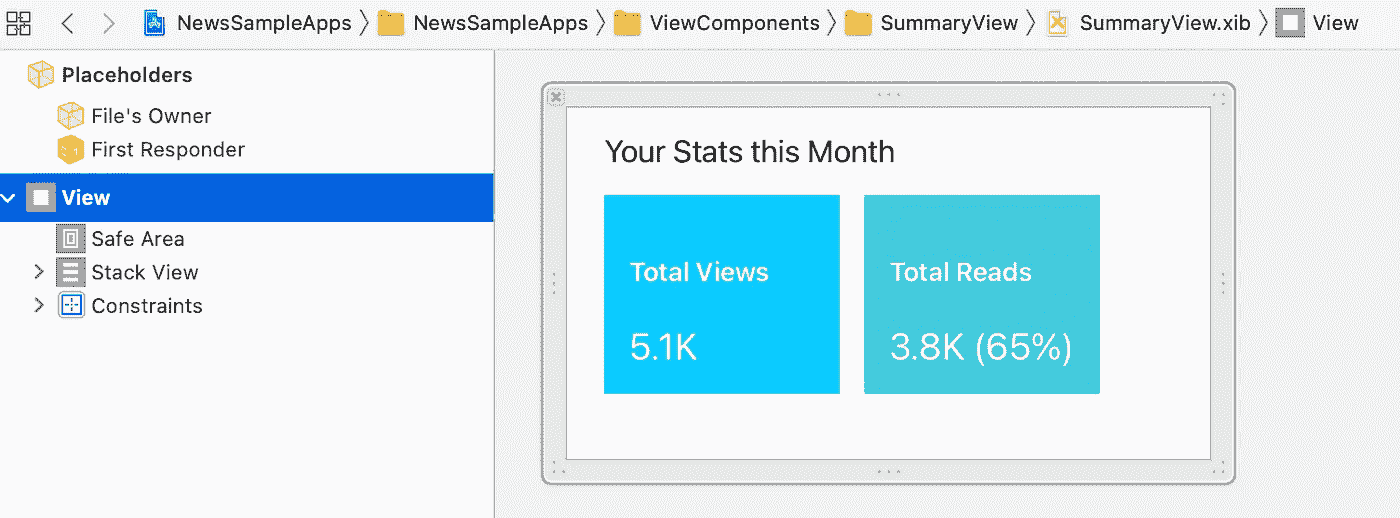 NewsSampleApps NewsSampleApps ViewComponents SummaryView SummaryView.xib View
Placeholders
File's Owner
First Responder
View
Safe Area
Stack View
Constraints
Your Stats this Month
Total Views
5.1K
Total Reads
3.8K (65%)